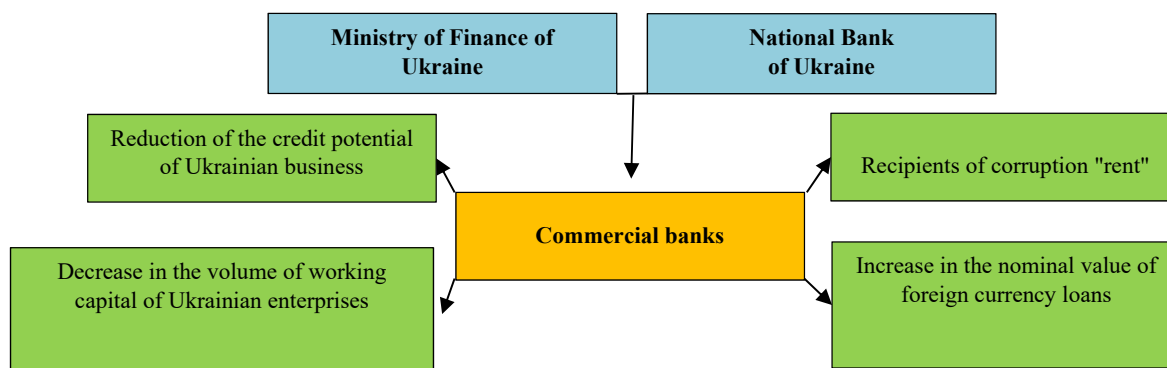 Ministry of Finance of
Ukraine
National Bank
of Ukraine
Reduction of the credit potential
of Ukrainian business
Recipients of corruption "rent"
Commercial banks
Decrease in the volume of working
capital of Ukrainian enterprises
Increase in the nominal value of
foreign currency loans